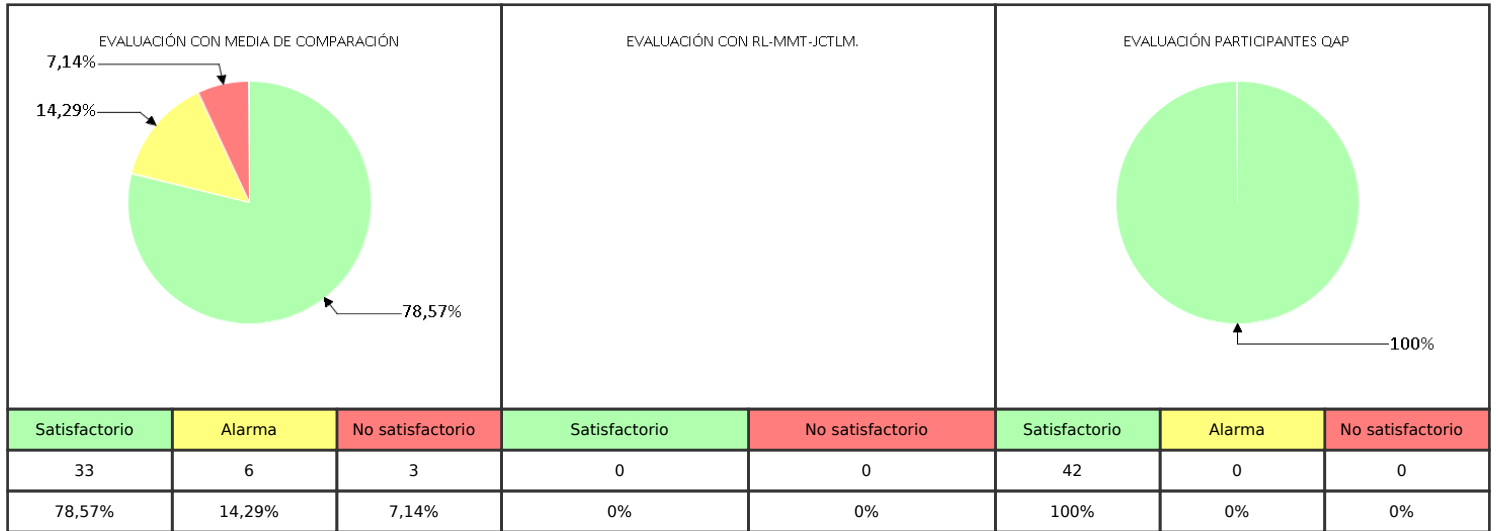 EVALUACIÓN CON MEDIA DE COMPARACIÓN
7,14%
14,29%
78,57%
EVALUACIÓN CON RL-MMT-JCTLM.
EVALUACIÓN PARTICIPANTES QAP
100%
Satisfactorio Alarma No satisfactorio Satisfactorio No satisfactorio Satisfactorio Alarma No satisfactorio
33 6 3 0 0 42 0 0
78,57% 14,29% 7,14% 0% 0% 100% 0% 0%